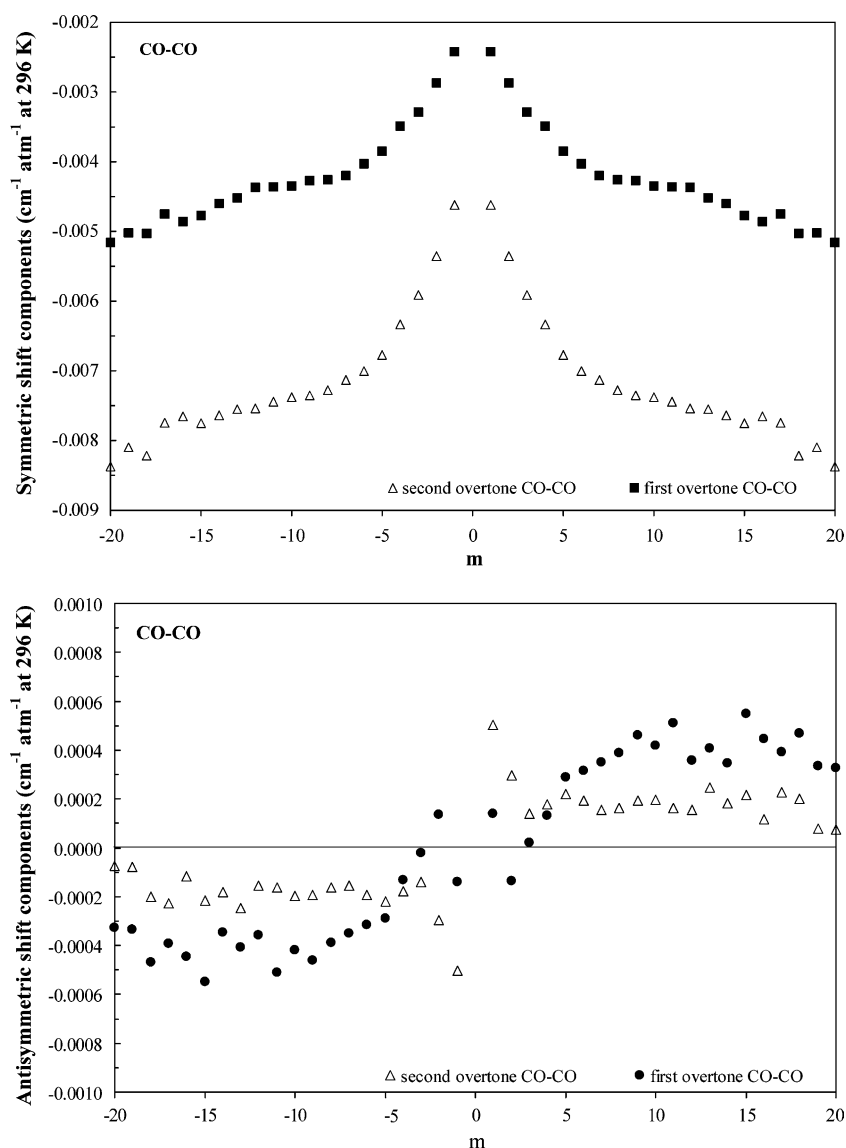 Symmetric shift components (cm⁻¹ atm⁻¹ at 296 K)
CO-CO
-0.002
-0.003
-0.004
-0.005
-0.006
-0.007
-0.008
-0.009
second overtone CO-CO
first overtone CO-CO
-20 -15 -10 -5 0 5 10 15 20
m
Antisymmetric shift components (cm⁻¹ atm⁻¹ at 296 K)
CO-CO
0.0010
0.0008
0.0006
0.0004
0.0002
0.0000
-0.0002
-0.0004
-0.0006
-0.0008
-0.0010
second overtone CO-CO
first overtone CO-CO
-20 -15 -10 -5 0 5 10 15 20
m